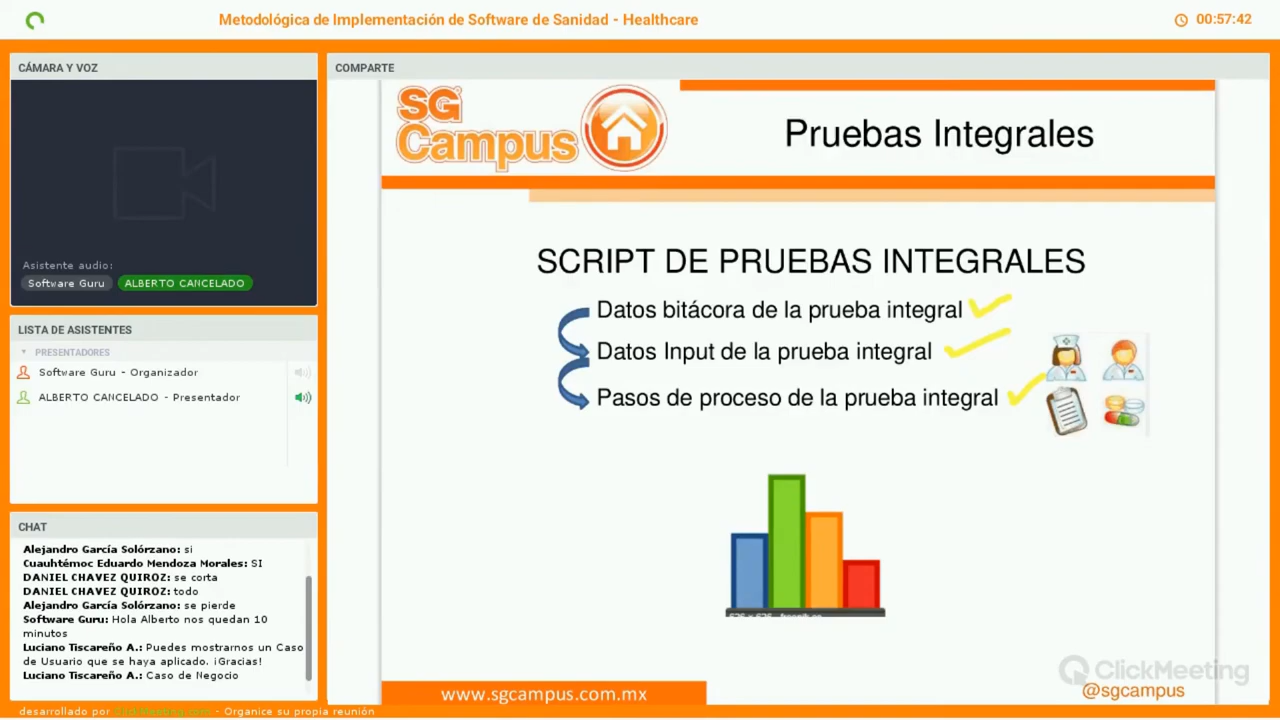 Metodológica de Implementación de Software de Sanidad - Healthcare
00:57:42
CÁMARA Y VOZ
Asistente audio:
Software Guru
ALBERTO CANCELADO
LISTA DE ASISTENTES
PRESENTADORES
Software Guru - Organizador
ALBERTO CANCELADO - Presentador
CHAT
Alejandro García Solórzano: si
Cuauhtémoc Eduardo Mendoza Morales: SI
DANIEL CHAVEZ QUIROZ: se corta
DANIEL CHAVEZ QUIROZ: todo
Alejandro García Solórzano: se pierde
Software Guru: Hola Alberto nos quedan 10
minutos
Luciano Tiscareño A.: Puedes mostrarnos un Caso
de Usuario que se haya aplicado. ¡Gracias!
Luciano Tiscareño A.: Caso de Negocio
desarrollado por ClickMeeting.com - Organice su propia reunión
COMPARTE
SG
Campus
Pruebas Integrales
SCRIPT DE PRUEBAS INTEGRALES
Datos bitácora de la prueba integral
Datos Input de la prueba integral
Pasos de proceso de la prueba integral
www.sgcampus.com.mx
ClickMeeting
@sgcampus